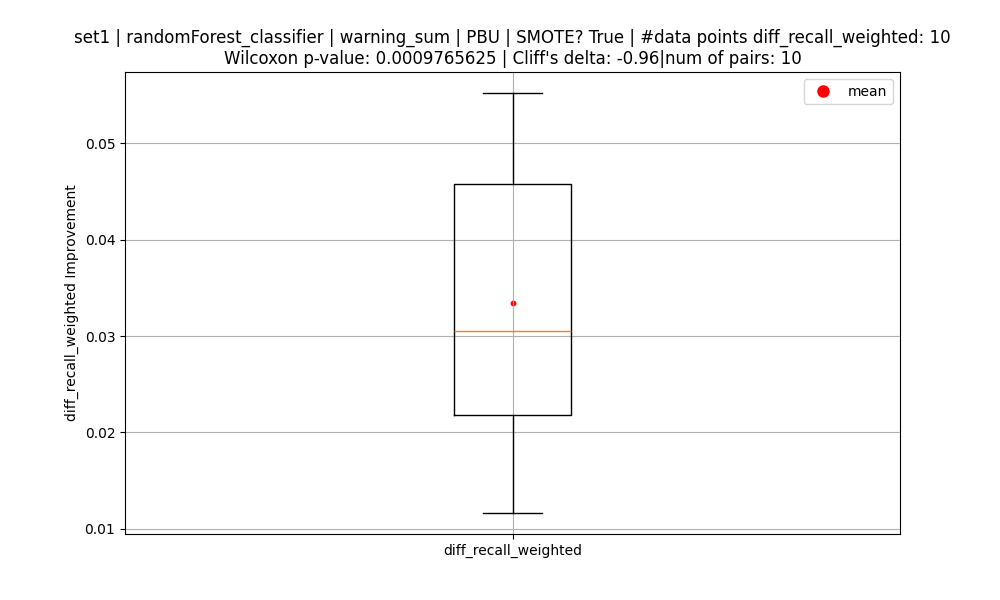 set1 | randomForest_classifier | warning_sum | PBU | SMOTE? True | #data points diff_recall_weighted: 10
Wilcoxon p-value: 0.0009765625 | Cliff's delta: -0.96|num of pairs: 10
mean
0.05
0.04
0.03
0.02
0.01
diff_recall_weighted Improvement
diff_recall_weighted